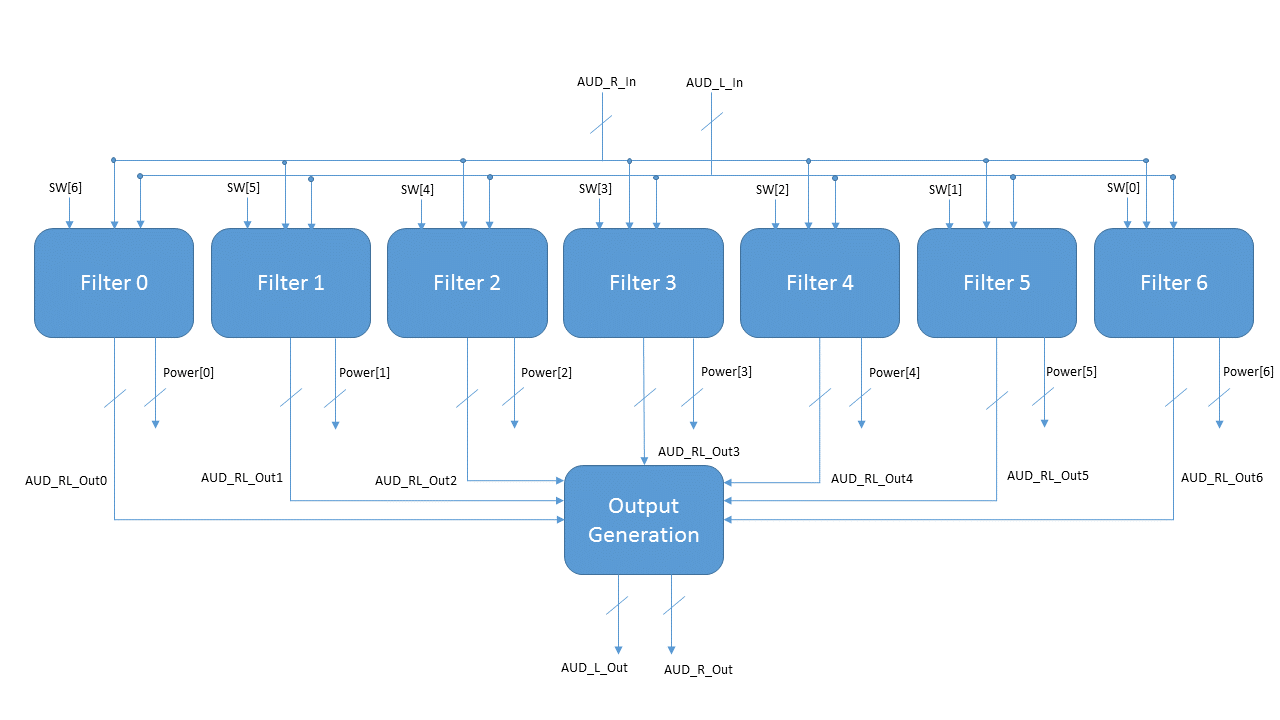 AUD_R_In
AUD_L_In
SW[6]
SW[5]
SW[4]
SW[3]
SW[2]
SW[1]
SW[0]
Filter 0
Filter 1
Filter 2
Filter 3
Filter 4
Filter 5
Filter 6
Power[0]
Power[1]
Power[2]
Power[3]
Power[4]
Power[5]
Power[6]
AUD_RL_Out0
AUD_RL_Out1
AUD_RL_Out2
AUD_RL_Out3
AUD_RL_Out4
AUD_RL_Out5
AUD_RL_Out6
Output
Generation
AUD_L_Out
AUD_R_Out